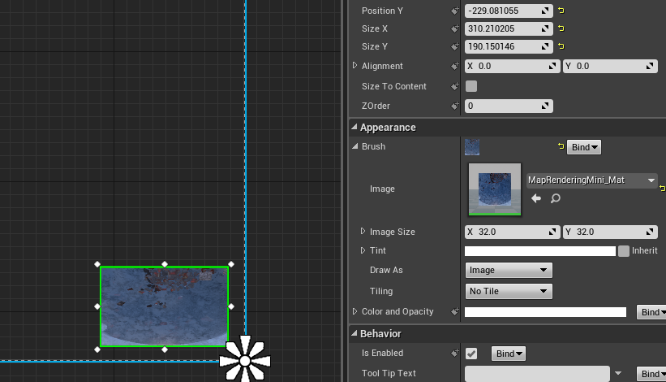 Position Y -229.081055
Size X 310.210205
Size Y 190.150146
Alignment X 0.0 Y 0.0
Size To Content
ZOrder 0
Appearance
Brush Bind
Image MapRenderingMini_Mat
Image Size X 32.0 Y 32.0
Tint Inherit
Draw As Image
Tiling No Tile
Color and Opacity Bind
Behavior
Is Enabled Bind
Tool Tip Text Bind